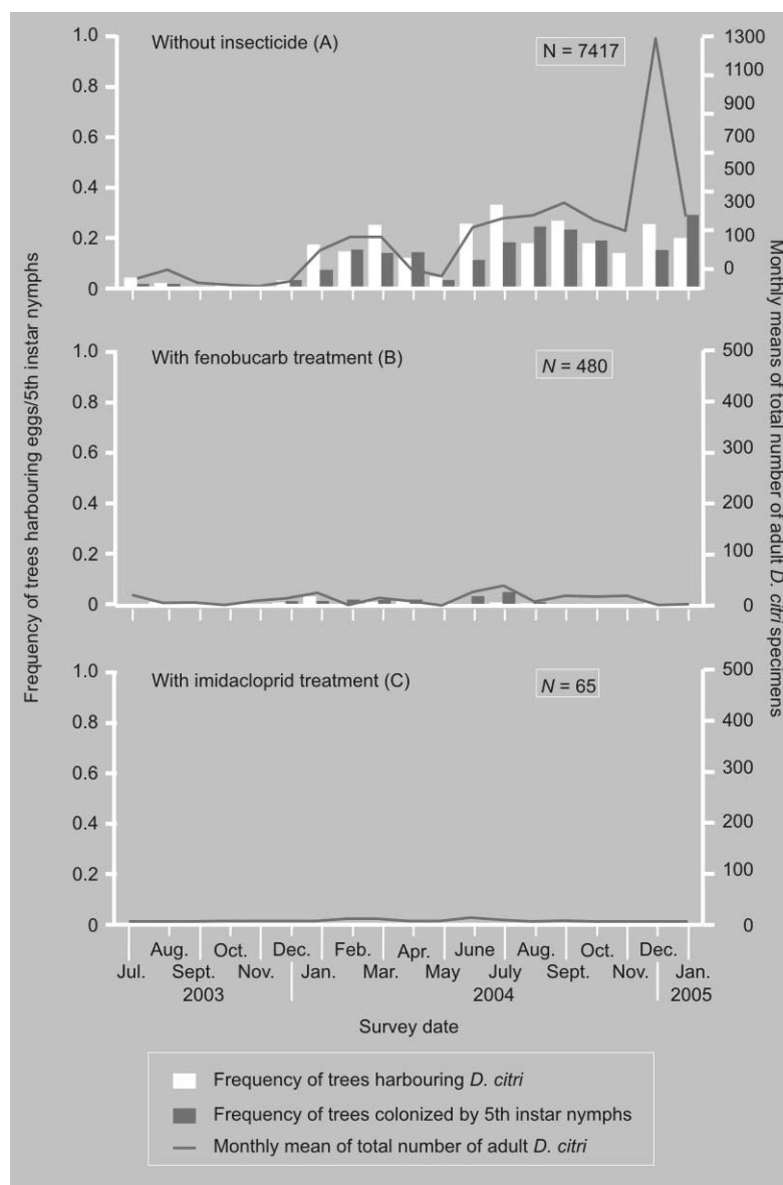 Without insecticide (A)
N = 7417
1.0
0.8
0.6
0.4
0.2
0
1300
1100
900
700
500
300
100
0
With fenobucarb treatment (B)
N = 480
1.0
0.8
0.6
0.4
0.2
0
500
400
300
200
100
0
With imidacloprid treatment (C)
N = 65
1.0
0.8
0.6
0.4
0.2
0
500
400
300
200
100
0
Frequency of trees harbouring eggs/5th instar nymphs
Monthly means of total number of adult D. citri specimens
Aug. Oct. Dec. Feb. Apr. June Aug. Oct. Dec.
Jul. Sept. Nov. Jan. Mar. May July Sept. Nov. Jan.
2003 2004 2005
Survey date
Frequency of trees harbouring D. citri
Frequency of trees colonized by 5th instar nymphs
Monthly mean of total number of adult D. citri